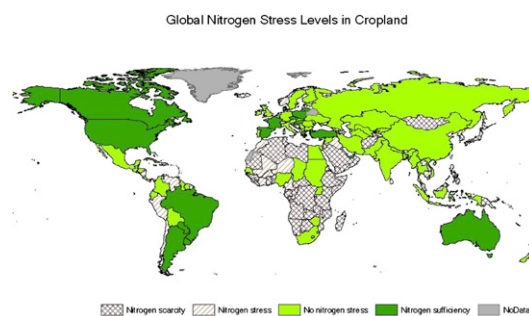 Global Nitrogen Stress Levels in Cropland
Nitrogen scarcity Nitrogen stress No nitrogen stress Nitrogen sufficiency NoData